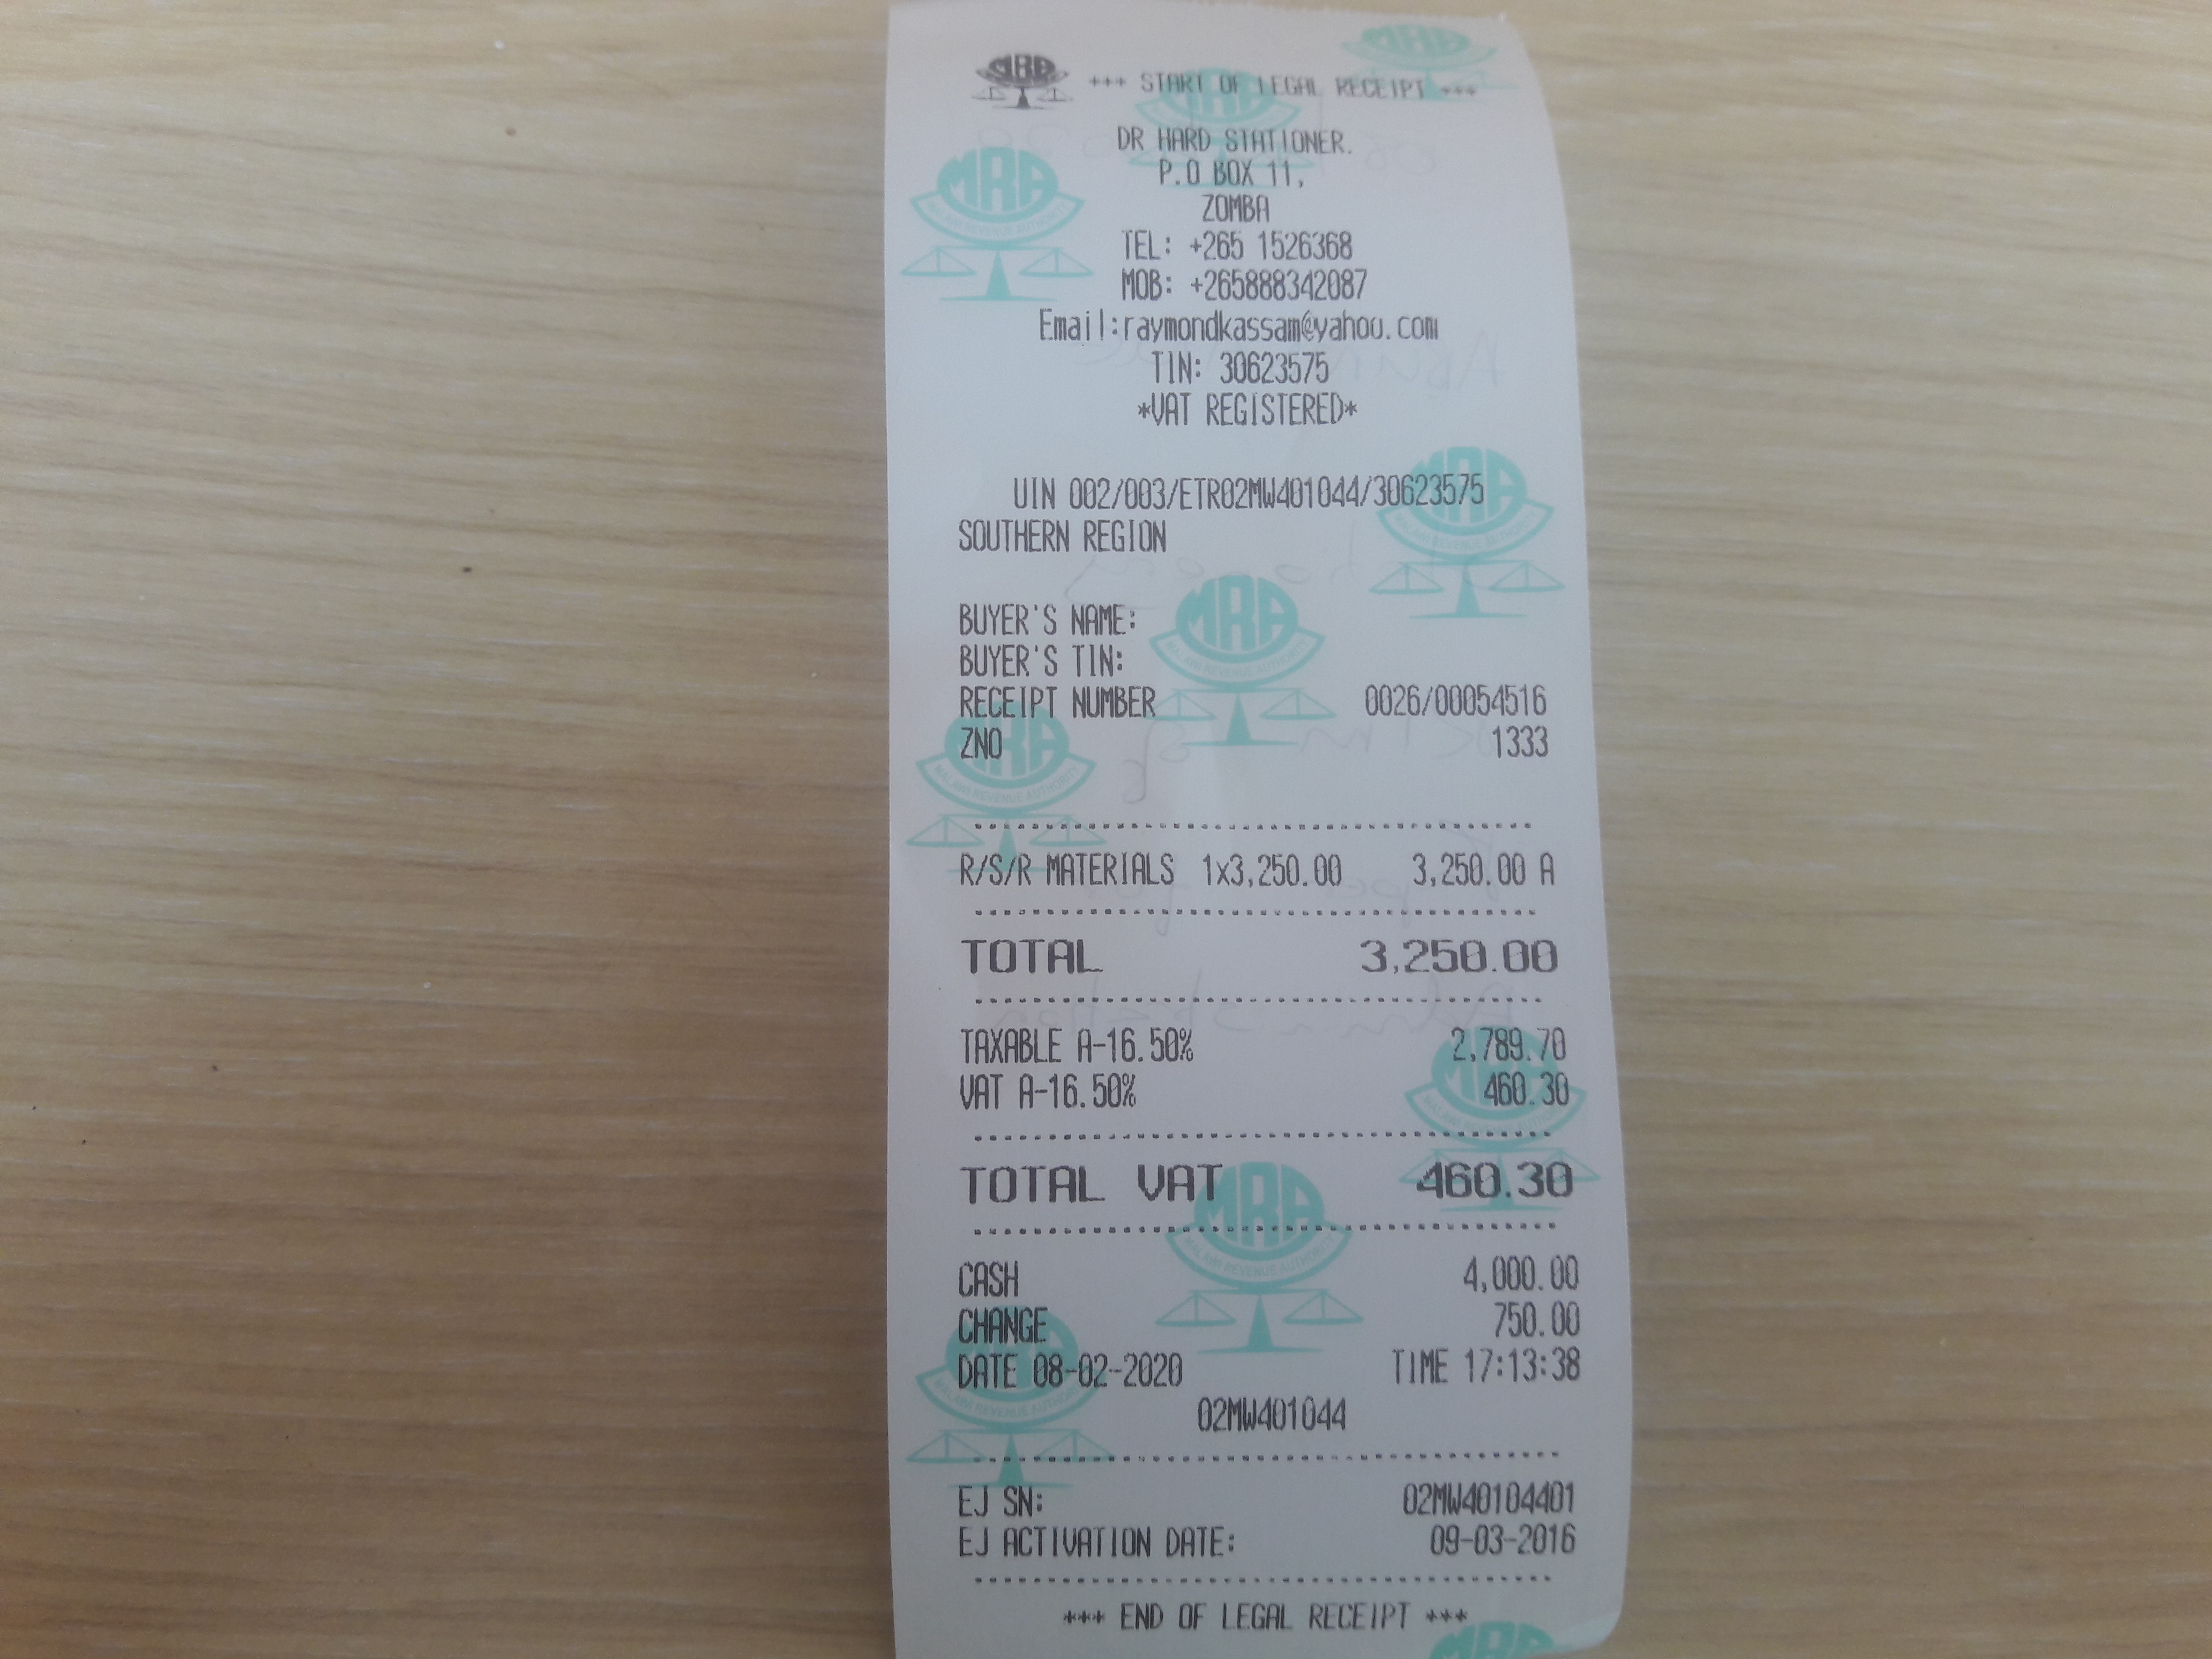 MRA *** START OF LEGAL RECEIPT ***
DR HARD STATIONER.
P.O BOX 11,
ZOMBA
TEL: +265 1526368
MOB: +265888342087
Email:raymondkassam@yahoo.com
TIN: 30623575
*VAT REGISTERED*
UIN 002/003/ETR02MW401044/30623575
SOUTHERN REGION
BUYER'S NAME:
BUYER'S TIN:
RECEIPT NUMBER 0026/00054516
ZNO 1333
R/S/R MATERIALS 1x3,250.00 3,250.00 A
TOTAL 3,250.00
TAXABLE A-16.50% 2,789.70
VAT A-16.50% 460.30
TOTAL VAT 460.30
CASH 4,000.00
CHANGE 750.00
DATE 08-02-2020 TIME 17:13:38
02MW401044
EJ SN: 02MW40104401
EJ ACTIVATION DATE: 09-03-2016
*** END OF LEGAL RECEIPT ***
MRA
MALAWI REVENUE AUTHORITY